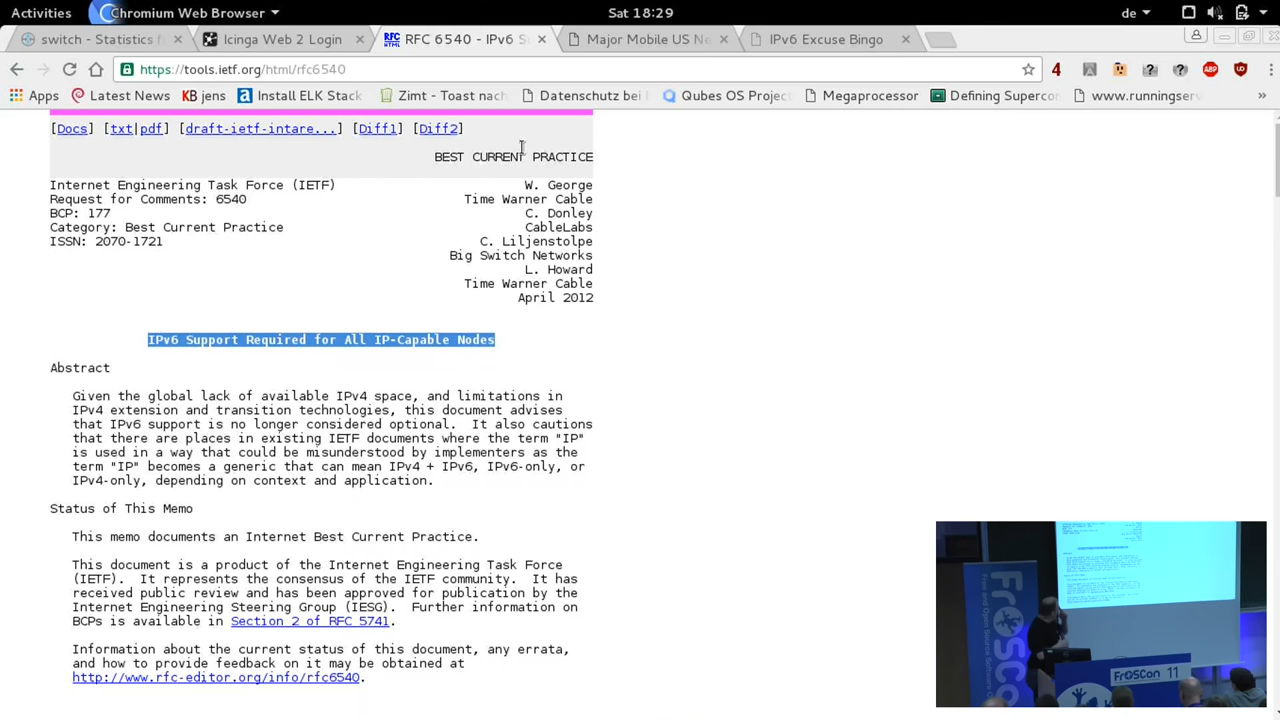 Activities Chromium Web Browser Sat 18:29 de
switch - Statistics f
Icinga Web 2 Login
RFC 6540 - IPv6 S
Major Mobile US Ne
IPv6 Excuse Bingo
https://tools.ietf.org/html/rfc6540
4 ABP
Apps Latest News KB jens Install ELK Stack Zimt - Toast nach Datenschutz bei Qubes OS Projec Megaprocessor Defining Superco www.runningserv »
[Docs] [txt|pdf] [draft-ietf-intare...] [Diff1] [Diff2]
BEST CURRENT PRACTICE
Internet Engineering Task Force (IETF) W. George
Request for Comments: 6540 Time Warner Cable
BCP: 177 C. Donley
Category: Best Current Practice CableLabs
ISSN: 2070-1721 C. Liljenstolpe
Big Switch Networks
L. Howard
Time Warner Cable
April 2012
IPv6 Support Required for All IP-Capable Nodes
Abstract
Given the global lack of available IPv4 space, and limitations in
IPv4 extension and transition technologies, this document advises
that IPv6 support is no longer considered optional. It also cautions
that there are places in existing IETF documents where the term "IP"
is used in a way that could be misunderstood by implementers as the
term "IP" becomes a generic that can mean IPv4 + IPv6, IPv6-only, or
IPv4-only, depending on context and application.
Status of This Memo
This memo documents an Internet Best Current Practice.
This document is a product of the Internet Engineering Task Force
(IETF). It represents the consensus of the IETF community. It has
received public review and has been approved for publication by the
Internet Engineering Steering Group (IESG). Further information on
BCPs is available in Section 2 of RFC 5741.
Information about the current status of this document, any errata,
and how to provide feedback on it may be obtained at
http://www.rfc-editor.org/info/rfc6540.
FrOSCon
FrOSCon 11